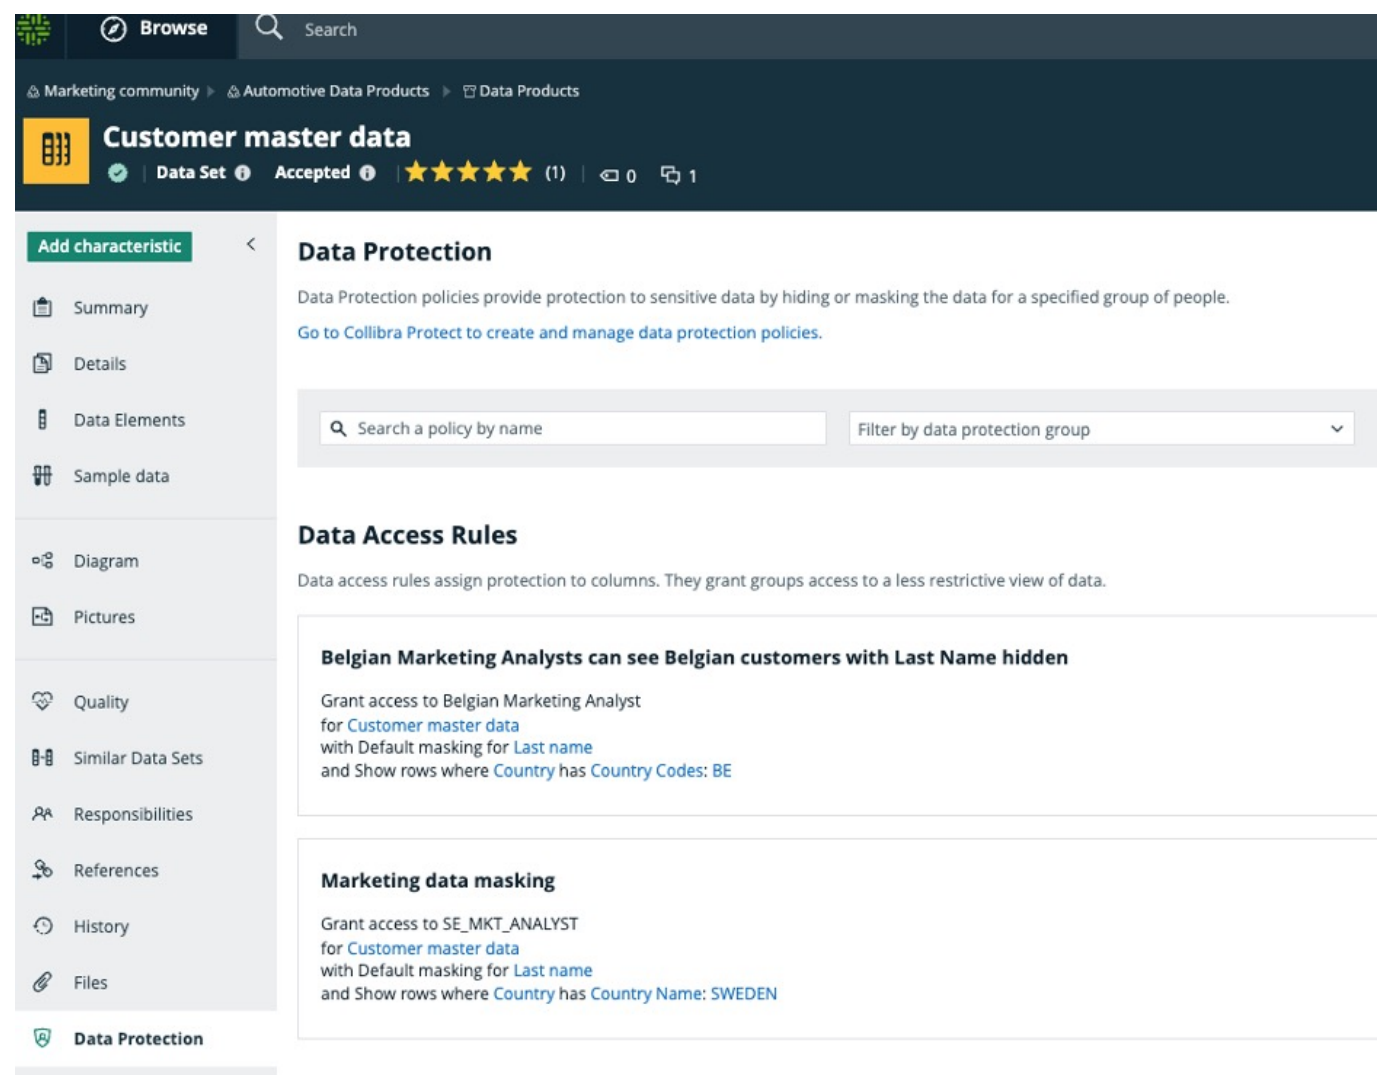 Browse
Search
Marketing community
Automotive Data Products
Data Products
Customer master data
Data Set
Accepted
(1)
0
1
Add characteristic
Summary
Details
Data Elements
Sample data
Diagram
Pictures
Quality
Similar Data Sets
Responsibilities
References
History
Files
Data Protection
Data Protection
Data Protection policies provide protection to sensitive data by hiding or masking the data for a specified group of people.
Go to Collibra Protect to create and manage data protection policies.
Search a policy by name
Filter by data protection group
Data Access Rules
Data access rules assign protection to columns. They grant groups access to a less restrictive view of data.
Belgian Marketing Analysts can see Belgian customers with Last Name hidden
Grant access to Belgian Marketing Analyst
for Customer master data
with Default masking for Last name
and Show rows where Country has Country Codes: BE
Marketing data masking
Grant access to SE_MKT_ANALYST
for Customer master data
with Default masking for Last name
and Show rows where Country has Country Name: SWEDEN